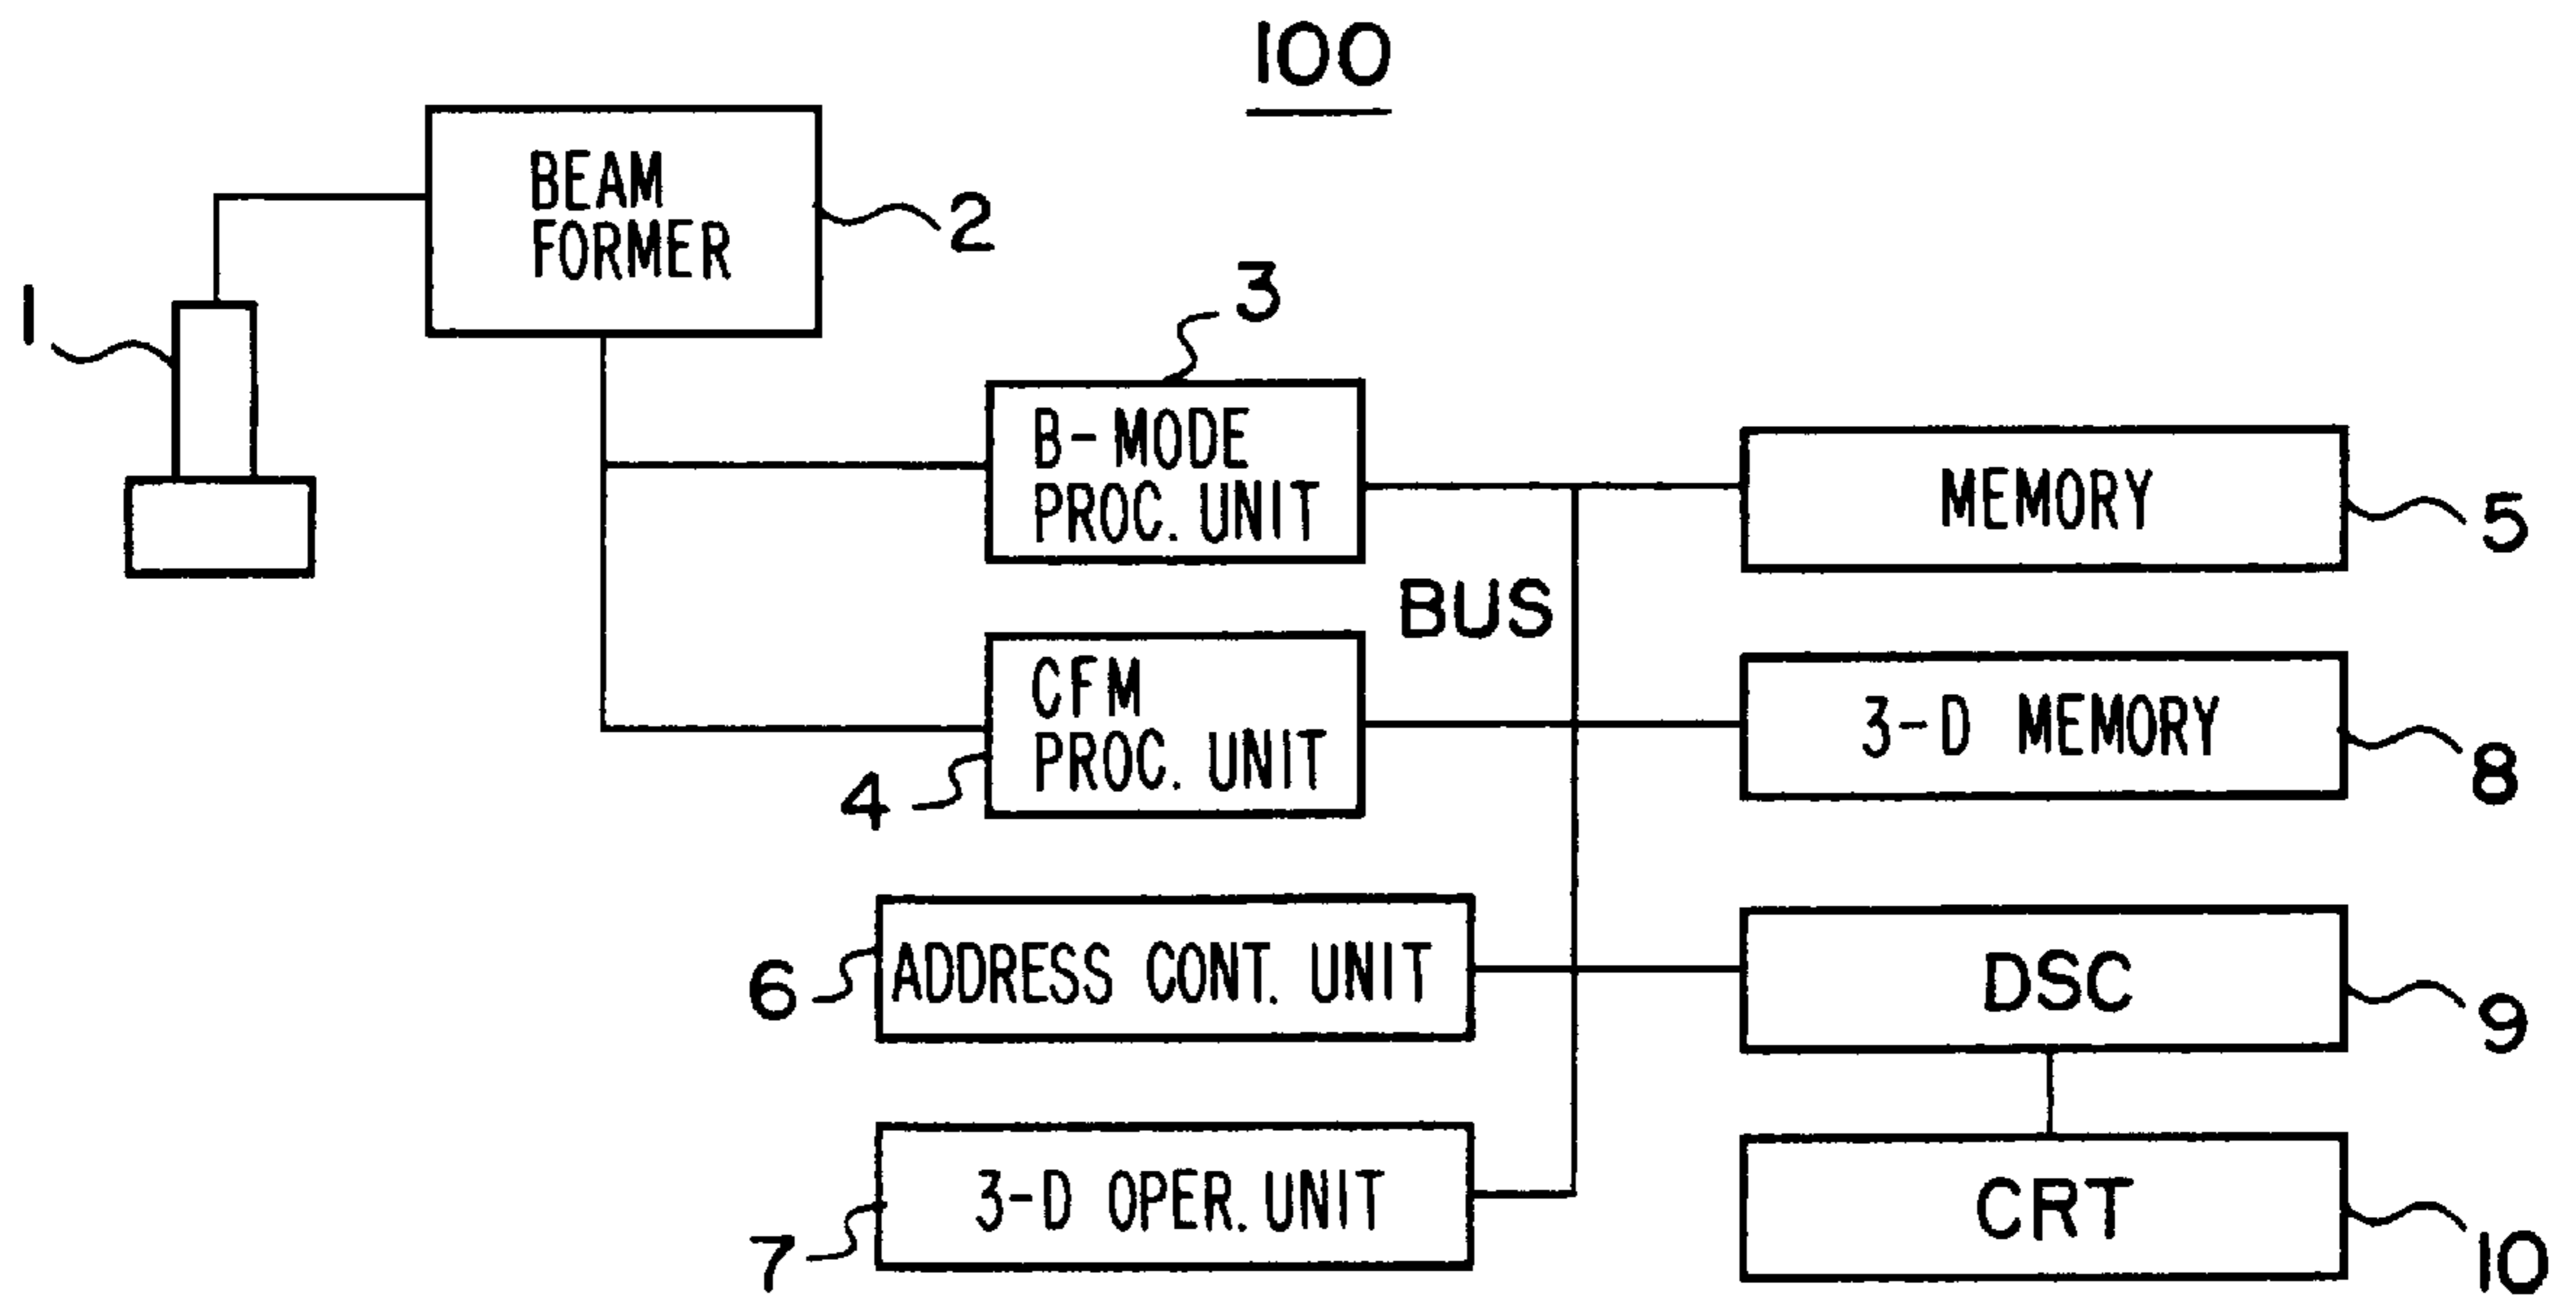 100
BEAM
FORMER
2
1
3
B-MODE
PROC. UNIT
MEMORY
5
BUS
CFM
PROC. UNIT
4
3-D MEMORY
8
ADDRESS CONT. UNIT
6
DSC
9
3-D OPER. UNIT
7
CRT
10